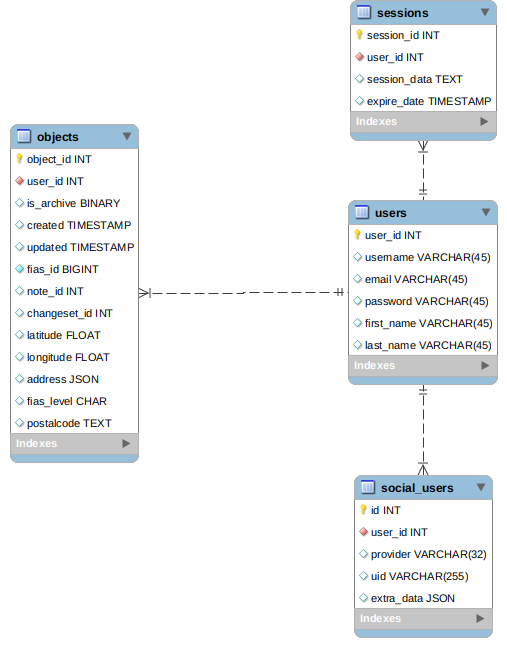 sessions
session_id INT
user_id INT
session_data TEXT
expire_date TIMESTAMP
Indexes
objects
object_id INT
user_id INT
is_archive BINARY
created TIMESTAMP
updated TIMESTAMP
fias_id BIGINT
note_id INT
changeset_id INT
latitude FLOAT
longitude FLOAT
address JSON
fias_level CHAR
postalcode TEXT
Indexes
users
user_id INT
username VARCHAR(45)
email VARCHAR(45)
password VARCHAR(45)
first_name VARCHAR(45)
last_name VARCHAR(45)
Indexes
social_users
id INT
user_id INT
provider VARCHAR(32)
uid VARCHAR(255)
extra_data JSON
Indexes